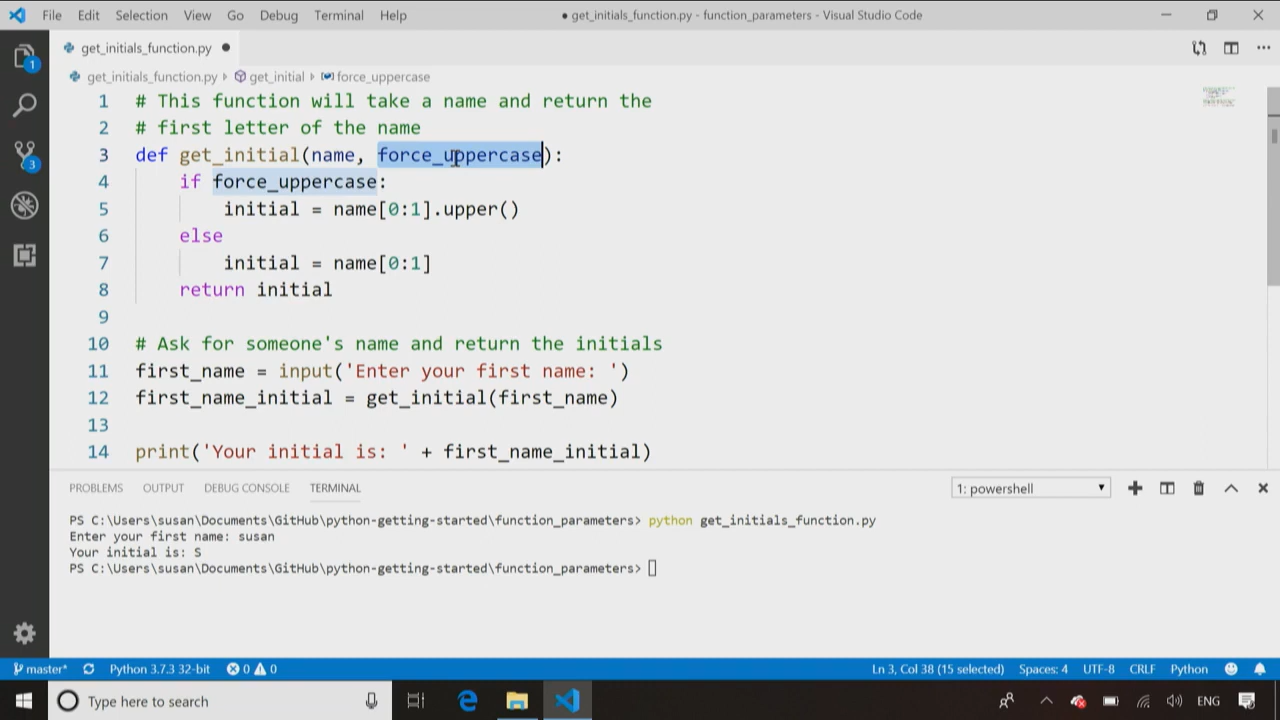 File Edit Selection View Go Debug Terminal Help ● get_initials_function.py - function_parameters - Visual Studio Code
get_initials_function.py ●
get_initials_function.py › get_initial › force_uppercase
1 # This function will take a name and return the
2 # first letter of the name
3 def get_initial(name, force_uppercase):
4     if force_uppercase:
5         initial = name[0:1].upper()
6     else
7         initial = name[0:1]
8     return initial
9
10 # Ask for someone's name and return the initials
11 first_name = input('Enter your first name: ')
12 first_name_initial = get_initial(first_name)
13
14 print('Your initial is: ' + first_name_initial)
PROBLEMS OUTPUT DEBUG CONSOLE TERMINAL 1: powershell
PS C:\Users\susan\Documents\GitHub\python-getting-started\function_parameters> python get_initials_function.py
Enter your first name: susan
Your initial is: S
PS C:\Users\susan\Documents\GitHub\python-getting-started\function_parameters>
1
3
master* Python 3.7.3 32-bit 0 0 Ln 3, Col 38 (15 selected) Spaces: 4 UTF-8 CRLF Python
Type here to search ENG